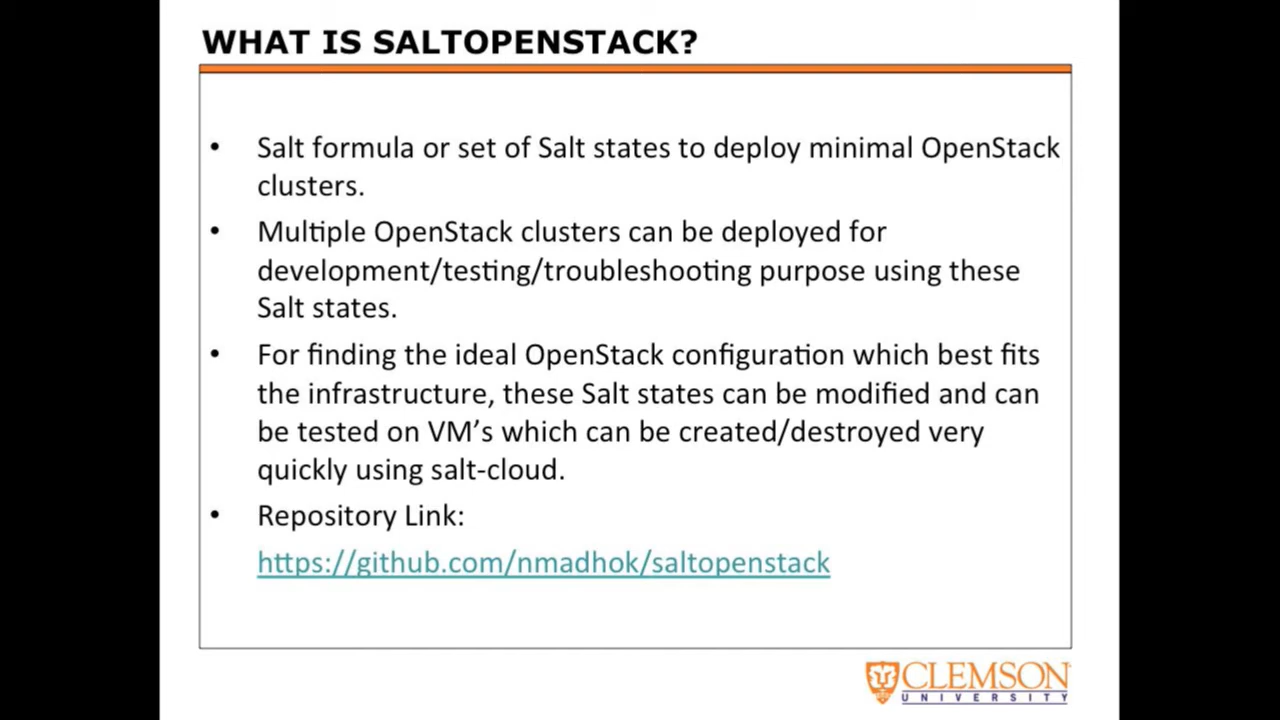 WHAT IS SALTOPENSTACK?
• Salt formula or set of Salt states to deploy minimal OpenStack
clusters.
• Multiple OpenStack clusters can be deployed for
development/testing/troubleshooting purpose using these
Salt states.
• For finding the ideal OpenStack configuration which best fits
the infrastructure, these Salt states can be modified and can
be tested on VM’s which can be created/destroyed very
quickly using salt-cloud.
• Repository Link:
https://github.com/nmadhok/saltopenstack
CLEMSON
UNIVERSITY